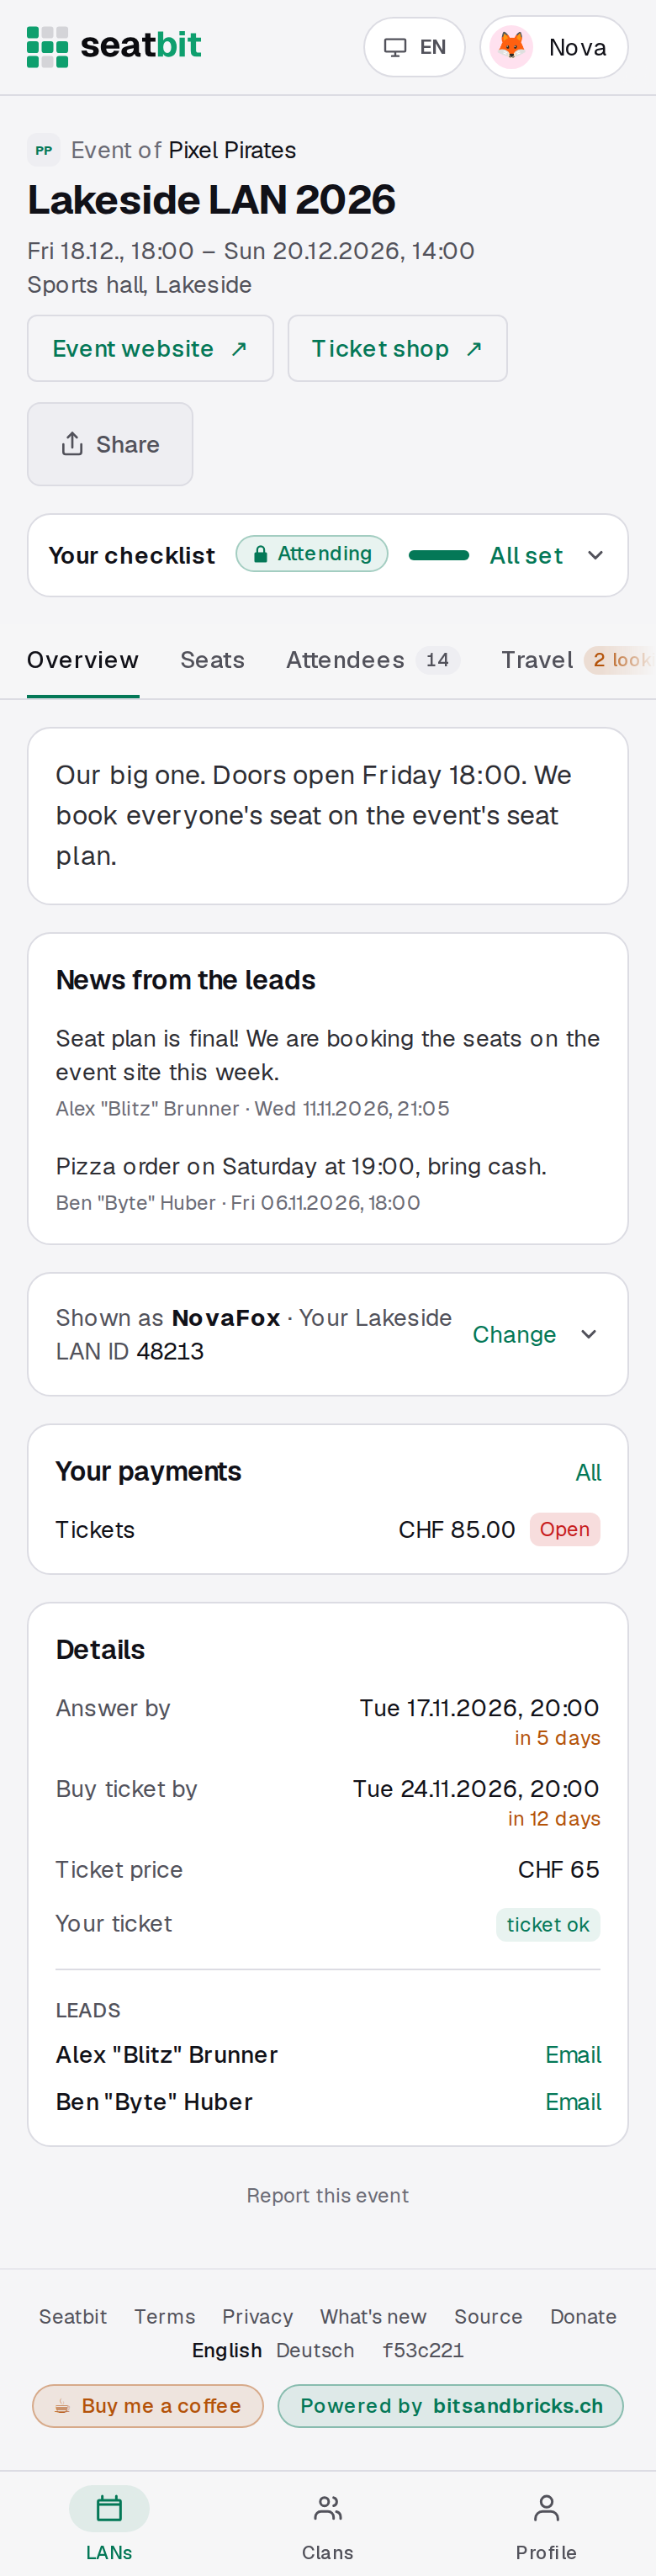 seatbit
EN
Nova
PP Event of Pixel Pirates
Lakeside LAN 2026
Fri 18.12., 18:00 – Sun 20.12.2026, 14:00
Sports hall, Lakeside
Event website ↗
Ticket shop ↗
Share
Your checklist
Attending
All set
Overview
Seats
Attendees 14
Travel 2 look
Our big one. Doors open Friday 18:00. We
book everyone's seat on the event's seat
plan.
News from the leads
Seat plan is final! We are booking the seats on the
event site this week.
Alex "Blitz" Brunner · Wed 11.11.2026, 21:05
Pizza order on Saturday at 19:00, bring cash.
Ben "Byte" Huber · Fri 06.11.2026, 18:00
Shown as NovaFox · Your Lakeside
LAN ID 48213
Change
Your payments
All
Tickets
CHF 85.00
Open
Details
Answer by
Tue 17.11.2026, 20:00
in 5 days
Buy ticket by
Tue 24.11.2026, 20:00
in 12 days
Ticket price
CHF 65
Your ticket
ticket ok
LEADS
Alex "Blitz" Brunner
Email
Ben "Byte" Huber
Email
Report this event
Seatbit Terms Privacy What's new Source Donate
English Deutsch f53c221
Buy me a coffee
Powered by bitsandbricks.ch
LANs
Clans
Profile